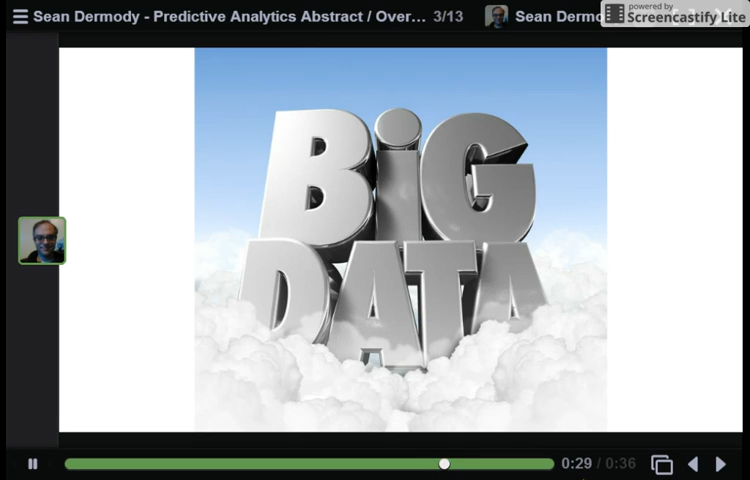 Sean Dermody - Predictive Analytics Abstract / Over... 3/13
Sean Dermo
powered by
Screencastify Lite
BiG
DATA
0:29 / 0:36